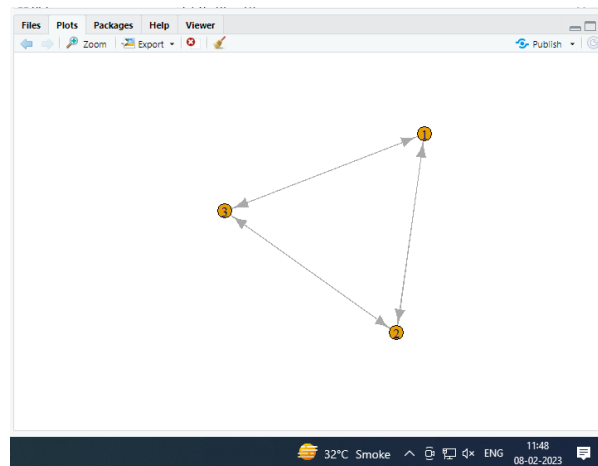 Files Plots Packages Help Viewer
Zoom Export Publish
1
3
2
32°C Smoke ENG 11:48
08-02-2023